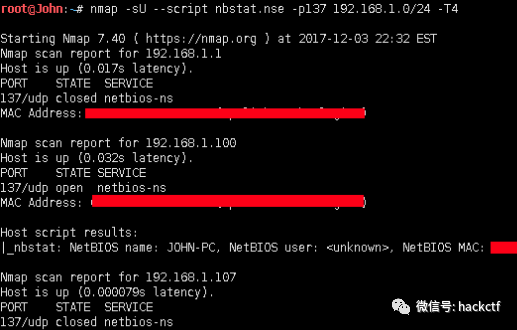 root@John:~# nmap -sU --script nbstat.nse -p137 192.168.1.0/24 -T4
Starting Nmap 7.40 ( https://nmap.org ) at 2017-12-03 22:32 EST
Nmap scan report for 192.168.1.1
Host is up (0.017s latency).
PORT    STATE  SERVICE
137/udp closed netbios-ns
MAC Address:
Nmap scan report for 192.168.1.100
Host is up (0.032s latency).
PORT    STATE SERVICE
137/udp open  netbios-ns
MAC Address:
Host script results:
|_nbstat: NetBIOS name: JOHN-PC, NetBIOS user: <unknown>, NetBIOS MAC:
Nmap scan report for 192.168.1.107
Host is up (0.000079s latency).
PORT    STATE  SERVICE
137/udp closed netbios-ns
微信号: hackctf